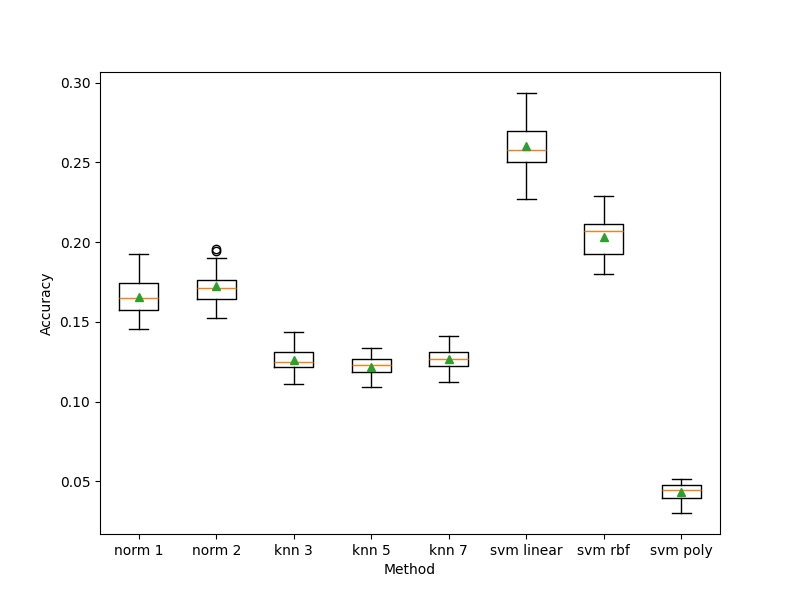 0.30
0.25
0.20
0.15
0.10
0.05
Accuracy
norm 1 norm 2 knn 3 knn 5 knn 7 svm linear svm rbf svm poly
Method